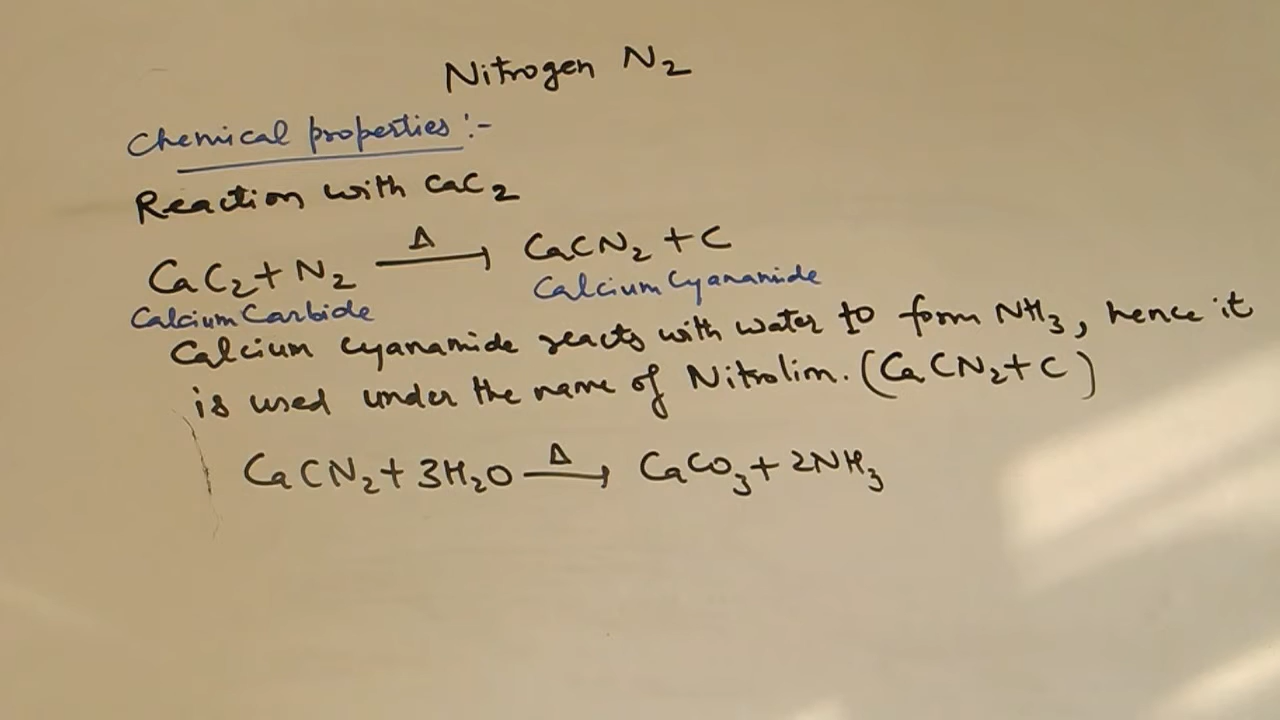 Nitrogen N₂
Chemical properties :-
Reaction with CaC₂
CaC₂ + N₂ —Δ→ CaCN₂ + C
Calcium Carbide Calcium Cyanamide
Calcium Cyanamide reacts with water to form NH₃, hence it
is used under the name of Nitrolim. (CaCN₂ + C)
CaCN₂ + 3H₂O —Δ→ CaCO₃ + 2NH₃